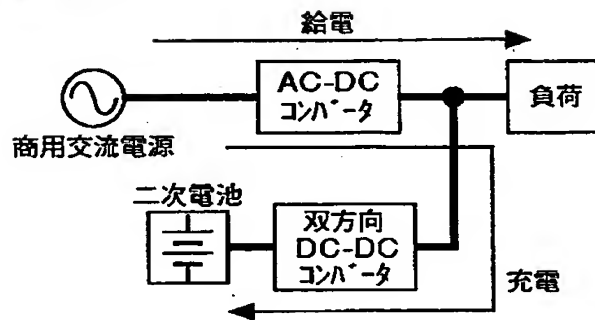 給電
AC-DC
コンバータ
負荷
商用交流電源
二次電池
双方向
DC-DC
コンバータ
充電